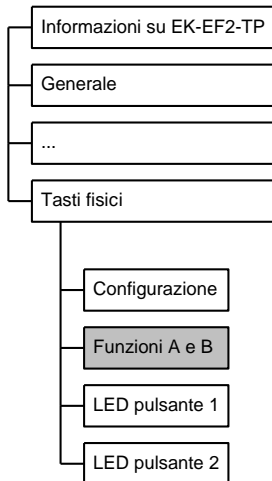 Informazioni su EK-EF2-TP
Generale
...
Tasti fisici
Configurazione
Funzioni A e B
LED pulsante 1
LED pulsante 2